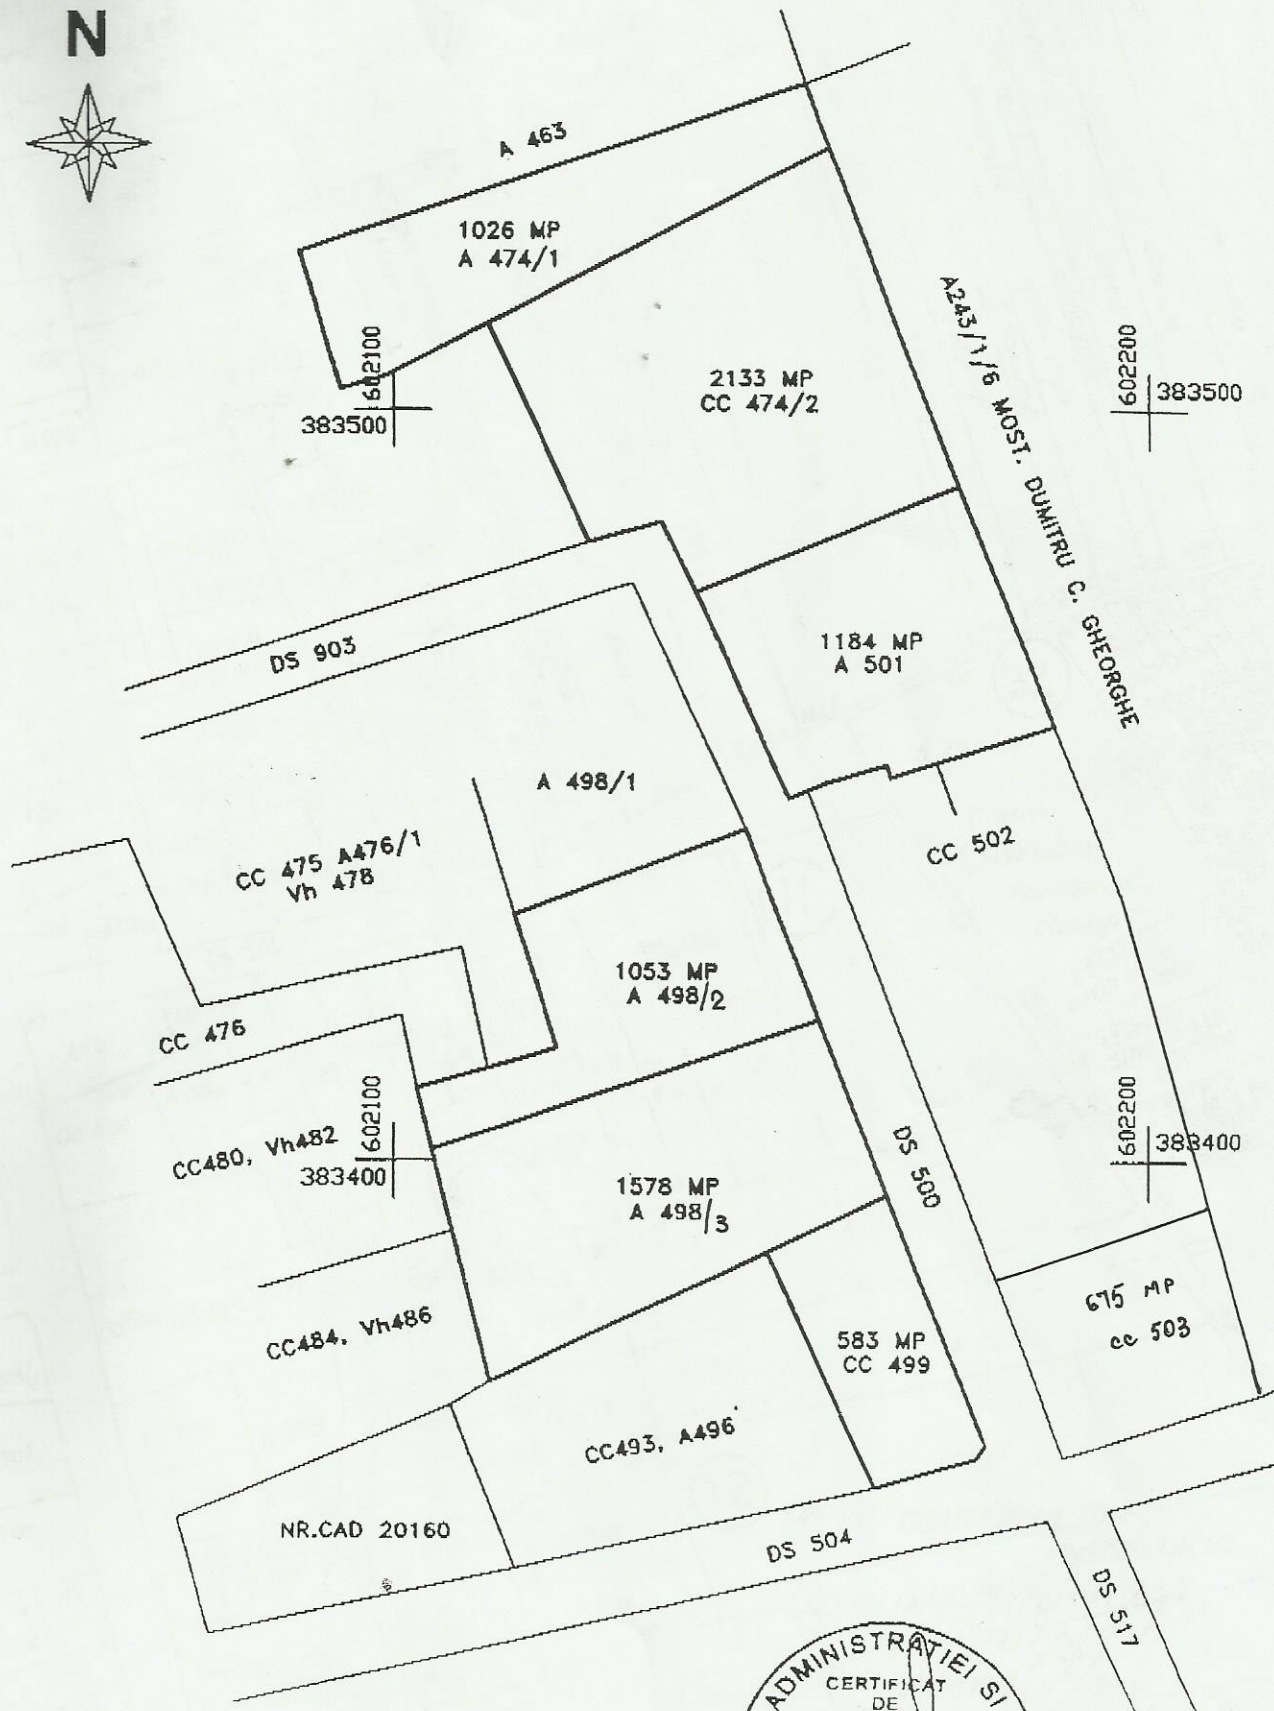 N
A 463
1026 MP
A 474/1
602100
383500
2133 MP
CC 474/2
A243/1/6 MOST. DUMITRU C. GHEORGHE
602200
383500
DS 903
1184 MP
A 501
A 498/1
CC 475 A476/1
Vh 478
CC 502
1053 MP
A 498/2
CC 476
602100
383400
CC480, Vh482
602200
383400
DS 500
1578 MP
A 498/3
CC484, Vh486
675 MP
cc 503
583 MP
CC 499
CC493, A496
NR.CAD 20160
DS 504
DS 517
ADMINISTRATIEI SI
CERTIFICAT
DE